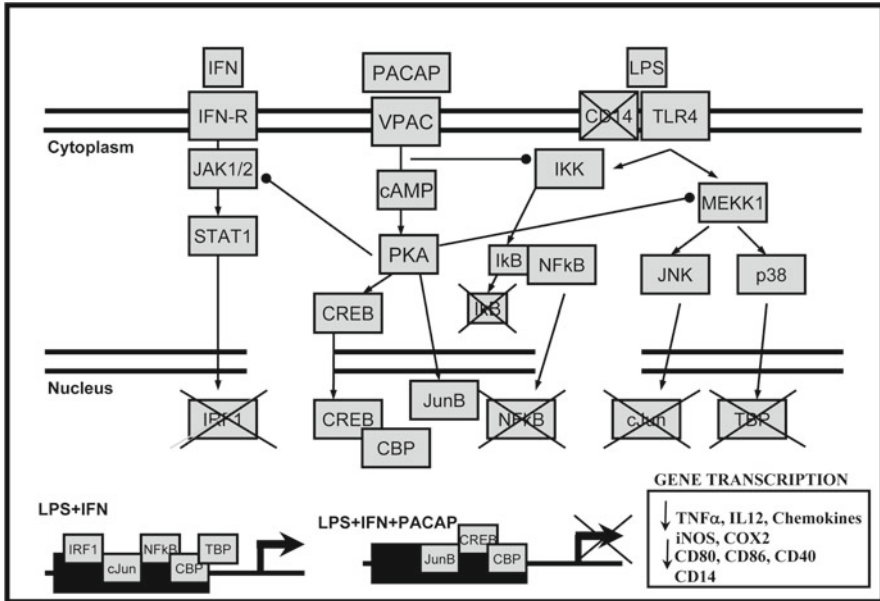 IFN
PACAP
LPS
IFN-R
VPAC
CD14
TLR4
Cytoplasm
JAK1/2
cAMP
IKK
MEKK1
STAT1
PKA
IkB
NFkB
JNK
p38
IkB
CREB
Nucleus
IRF1
CREB
CBP
JunB
NFkB
cJun
TBP
GENE TRANSCRIPTION
TNFα, IL12, Chemokines
iNOS, COX2
CD80, CD86, CD40
CD14
LPS+IFN
IRF1
cJun
NFkB
CBP
TBP
LPS+IFN+PACAP
JunB
CREB
CBP